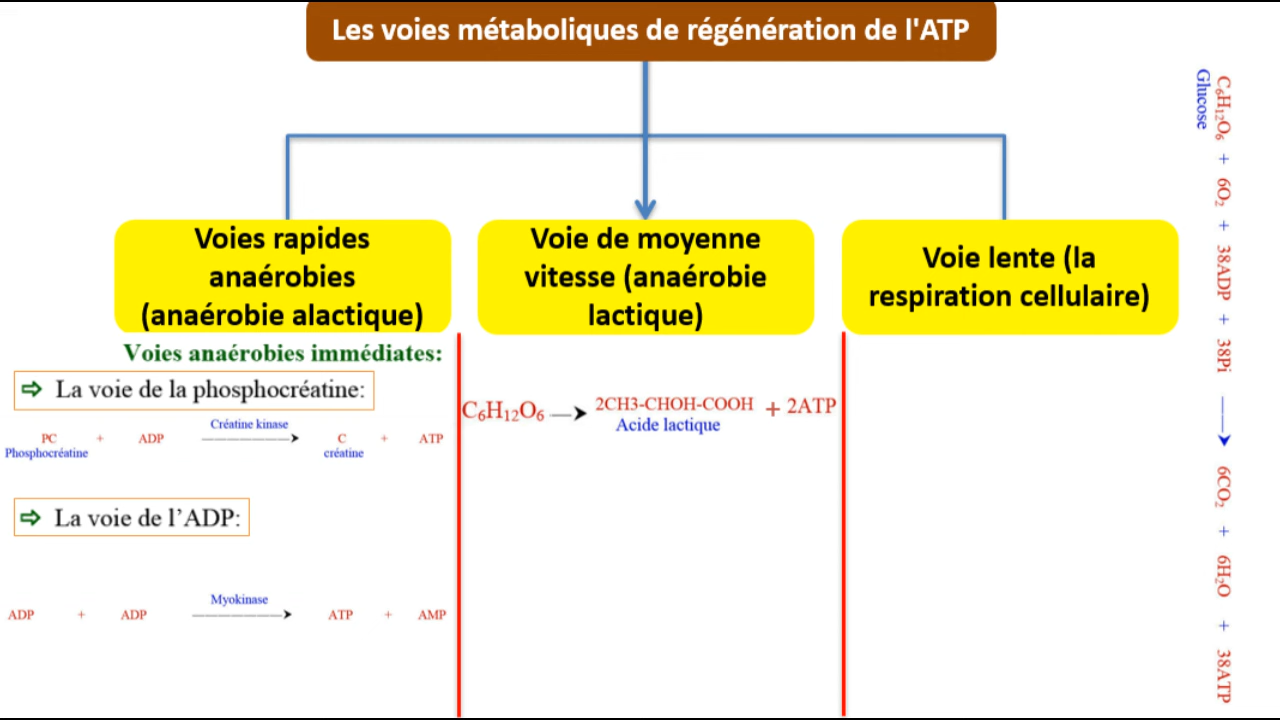 Les voies métaboliques de régénération de l'ATP
Voies rapides
anaérobies
(anaérobie alactique)
Voie de moyenne
vitesse (anaérobie
lactique)
Voie lente (la
respiration cellulaire)
Voies anaérobies immédiates:
⇨ La voie de la phosphocréatine:
Créatine kinase
PC + ADP → C + ATP
Phosphocréatine créatine
⇨ La voie de l’ADP:
Myokinase
ADP + ADP → ATP + AMP
C₆H₁₂O₆ → 2CH3-CHOH-COOH + 2ATP
Acide lactique
C₆H₁₂O₆ + 6O₂ + 38ADP + 38Pi → 6CO₂ + 6H₂O + 38ATP
Glucose